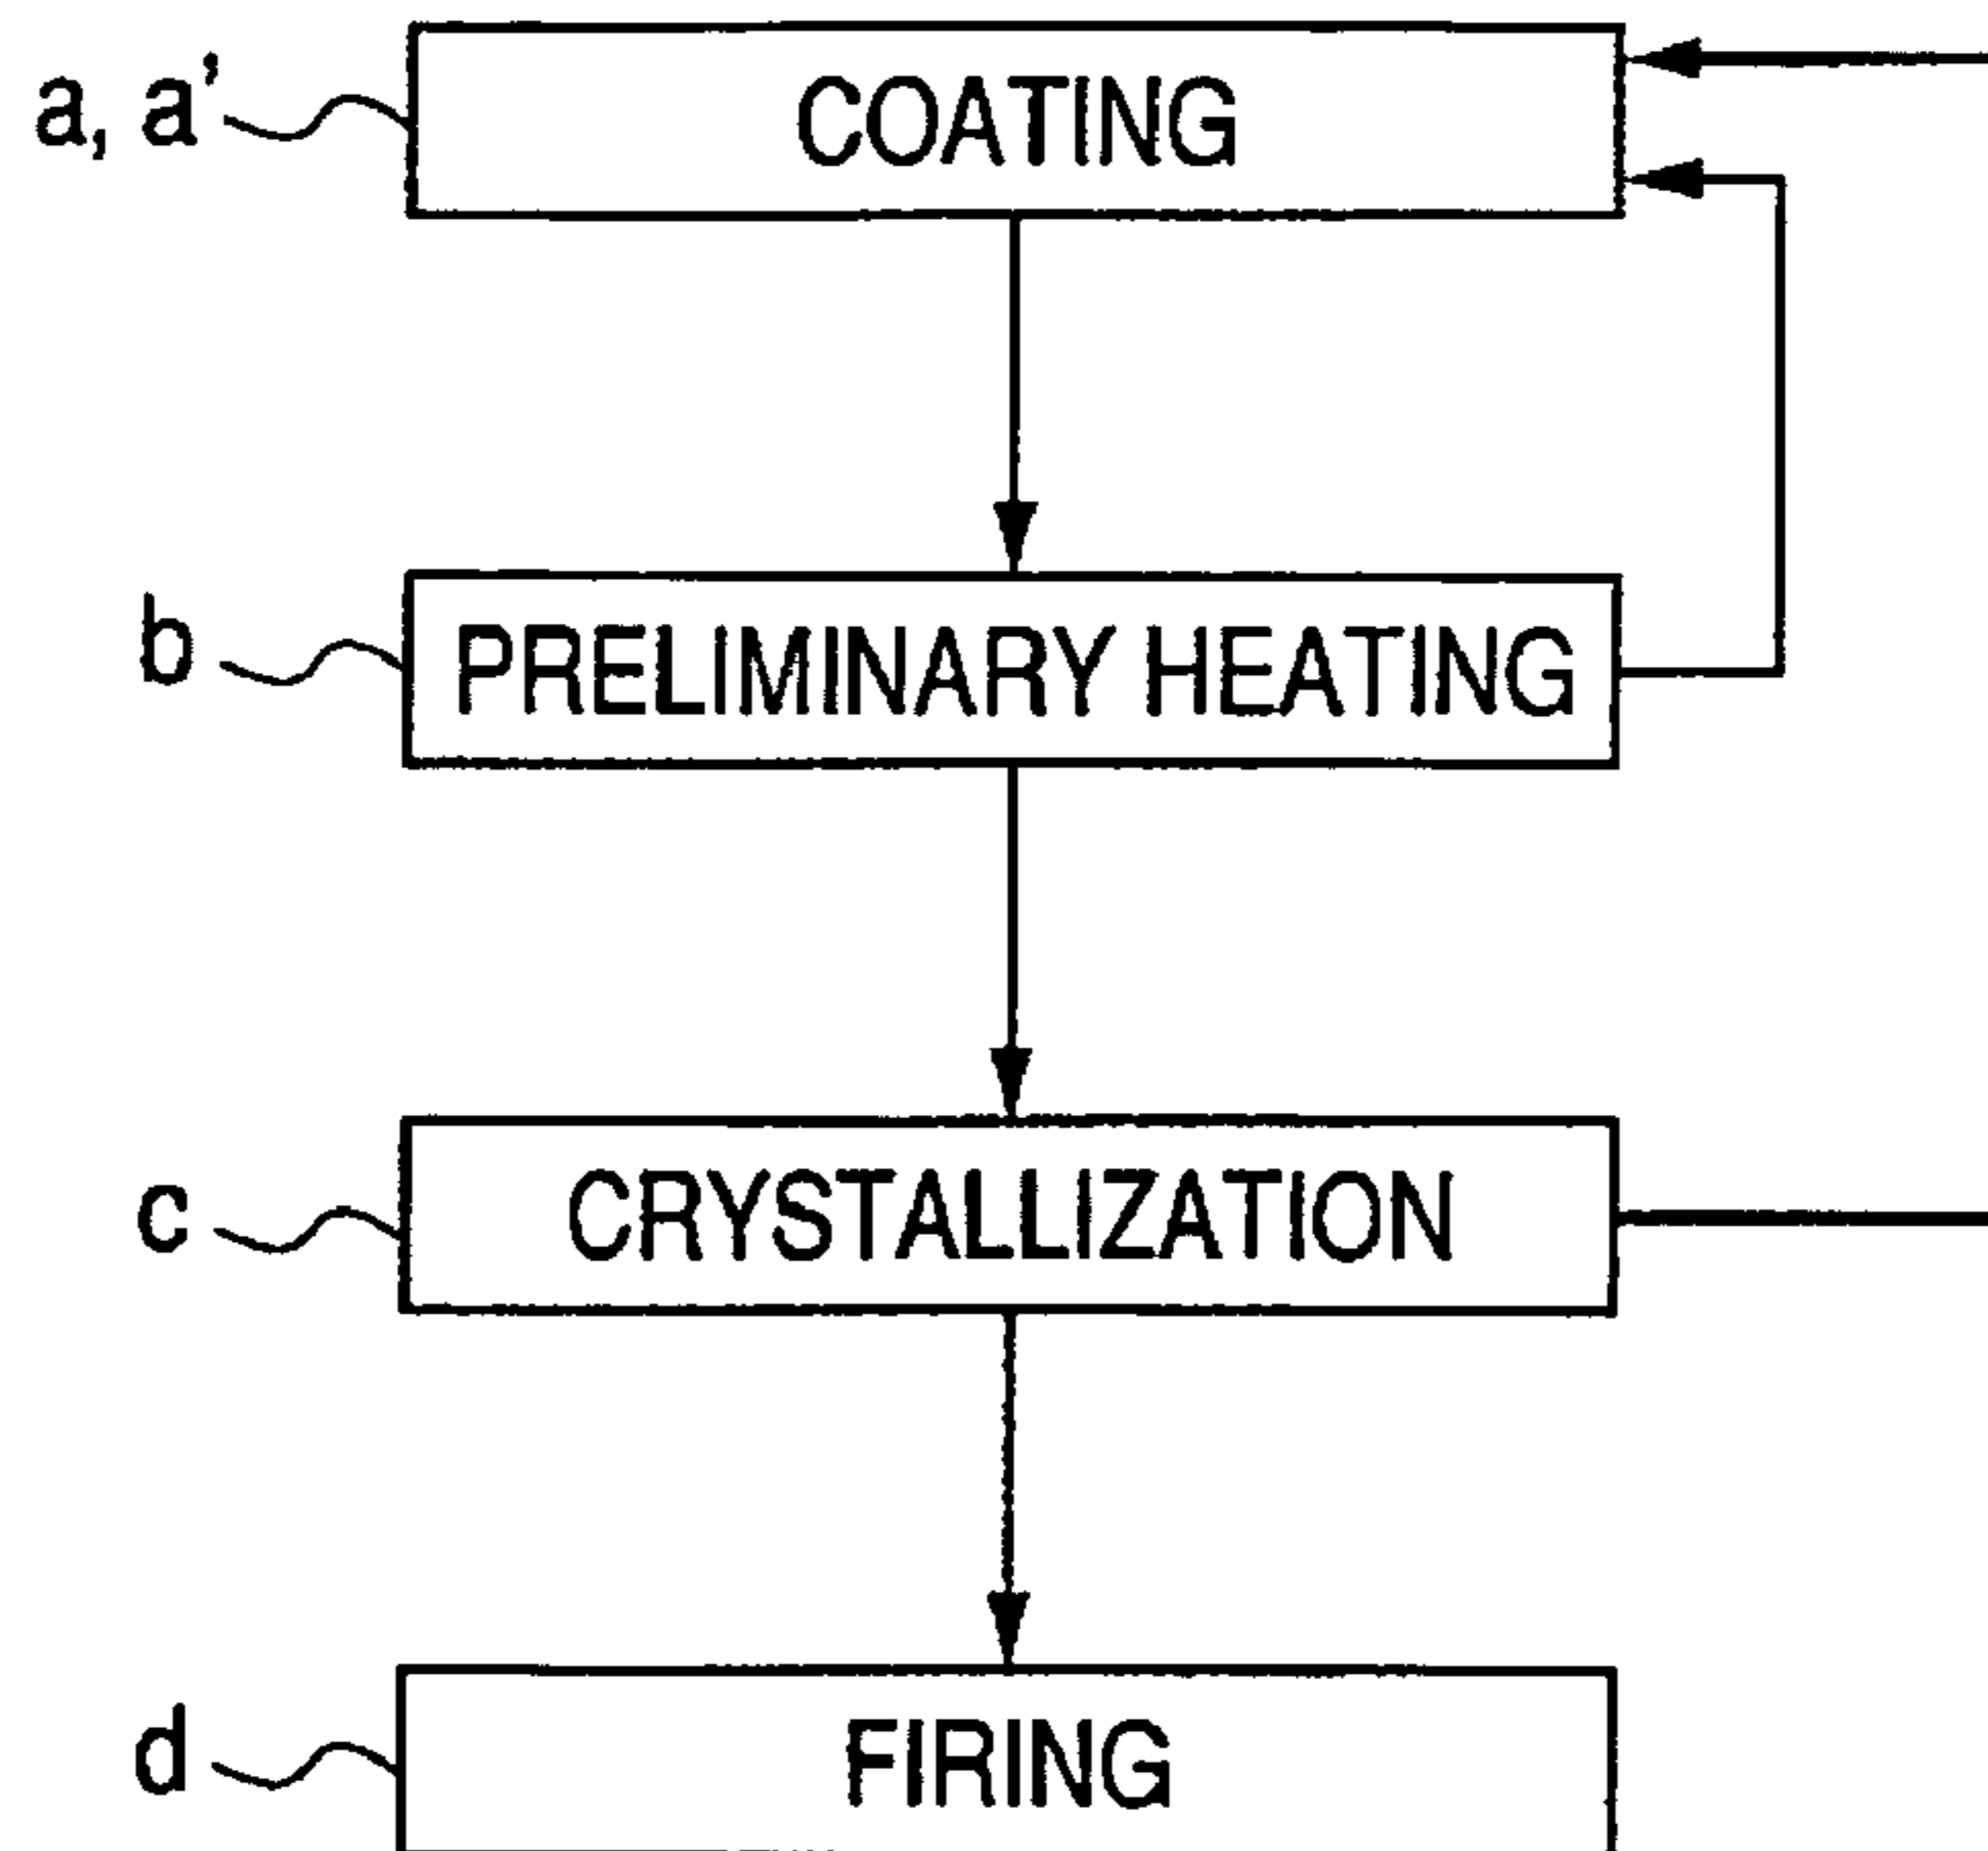 a, a' COATING
b PRELIMINARY HEATING
c CRYSTALLIZATION
d FIRING